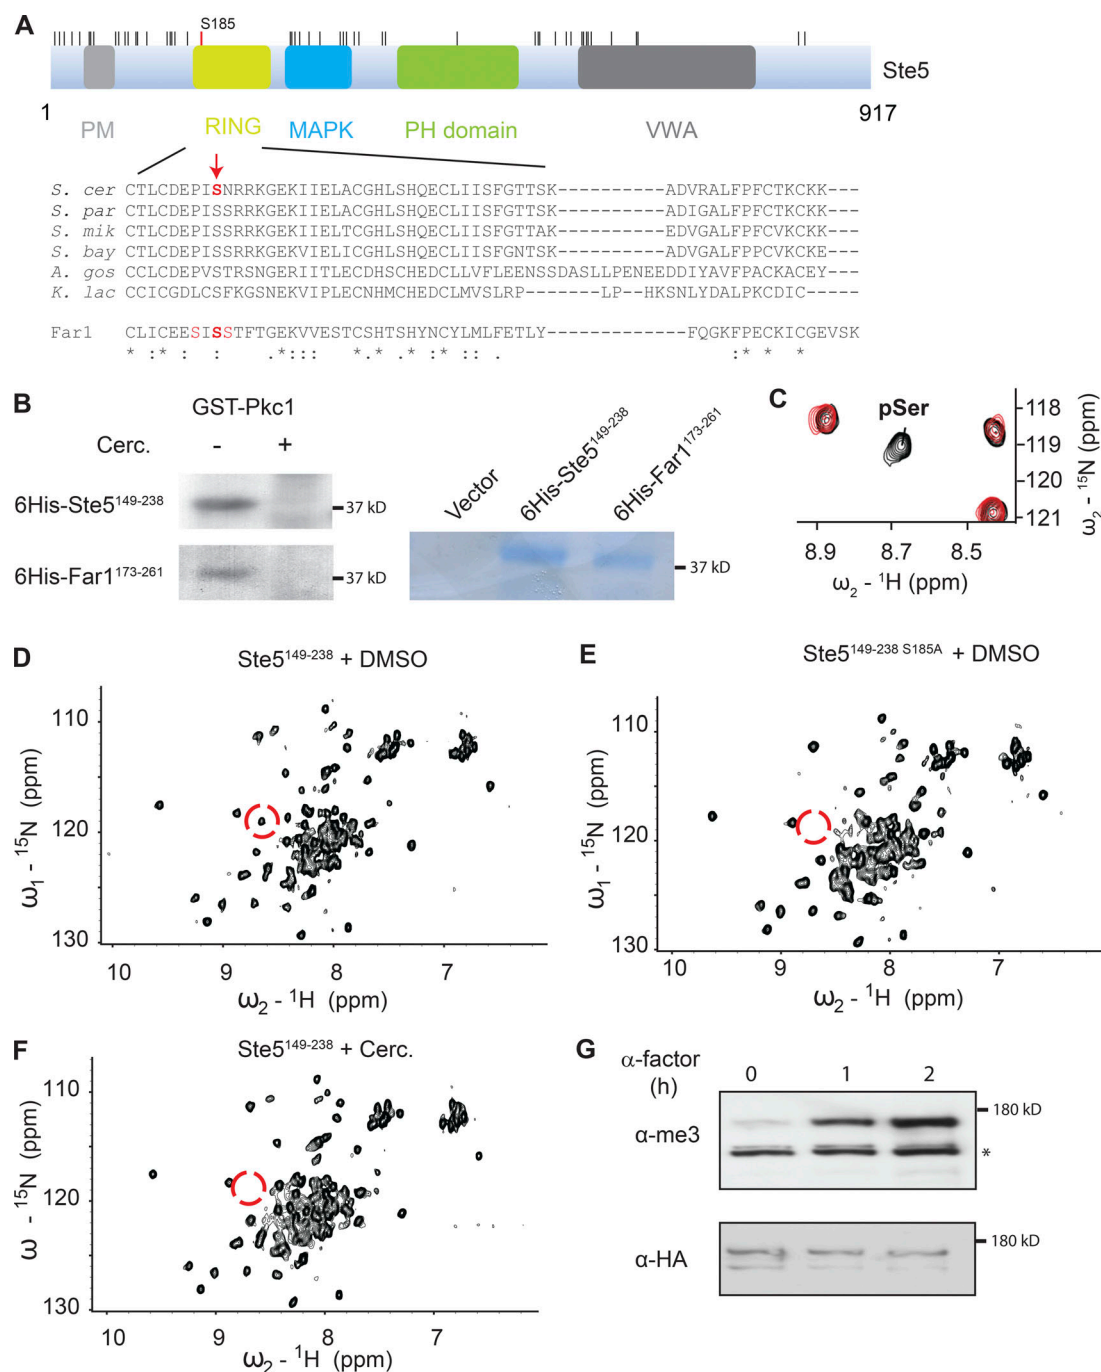 A
S185
Ste5
1
917
PM
RING
MAPK
PH domain
VWA
S. cer CTLCDEPISNRRKGEKIIELACGHLSHQECLIISFGTTSK----------ADVRALFPFCTKCKK---
S. par CTLCDEPISSRRKGEKIIELACGHLSHQECLIISFGTTSK----------ADIGALFPFCTKCKK---
S. mik CTLCDEPISSRRKGEKIIELTCGHLSHQECLIISFGTTAK----------EDVGALFPFCTKCKK---
S. bay CTLCDEPISSRRKGEKIVELACGHLSHQECLIISFGNTSK----------ADVGALFPPCVKCKE---
A. gos CCLCDEPVSTRSNGERIITLECDHSCHEDCLLVFLEENSSDASLLPENEEDDIYAVFPACKACEY---
K. lac CCICGDLCSFKGSNEKVIPLECNHMCHEDCLMVSLRP-------LP--HKSNLYDALPKCDIC-----
Far1 CLICEESISSTFTGEKVVESTCSHTSHYNCYLMLFETLY------------FQGKFPECKICGEVSK
* :* : : .*::: *.* :* : . :* * *
B
GST-Pkc1
Cerc. - +
6His-Ste5149-238
37 kD
6His-Far1173-261
37 kD
Vector
6His-Ste5149-238
6His-Far1173-261
37 kD
C
pSer
118
119
120
121
ω2 - 15N (ppm)
8.9 8.7 8.5
ω2 - 1H (ppm)
D
Ste5149-238 + DMSO
110
120
130
ω1 - 15N (ppm)
10 9 8 7
ω2 - 1H (ppm)
E
Ste5149-238 S185A + DMSO
110
120
130
ω1 - 15N (ppm)
10 9 8 7
ω2 - 1H (ppm)
F
Ste5149-238 + Cerc.
110
120
130
ω - 15N (ppm)
10 9 8 7
ω2 - 1H (ppm)
G
α-factor
(h)
0 1 2
180 kD
α-me3
*
180 kD
α-HA